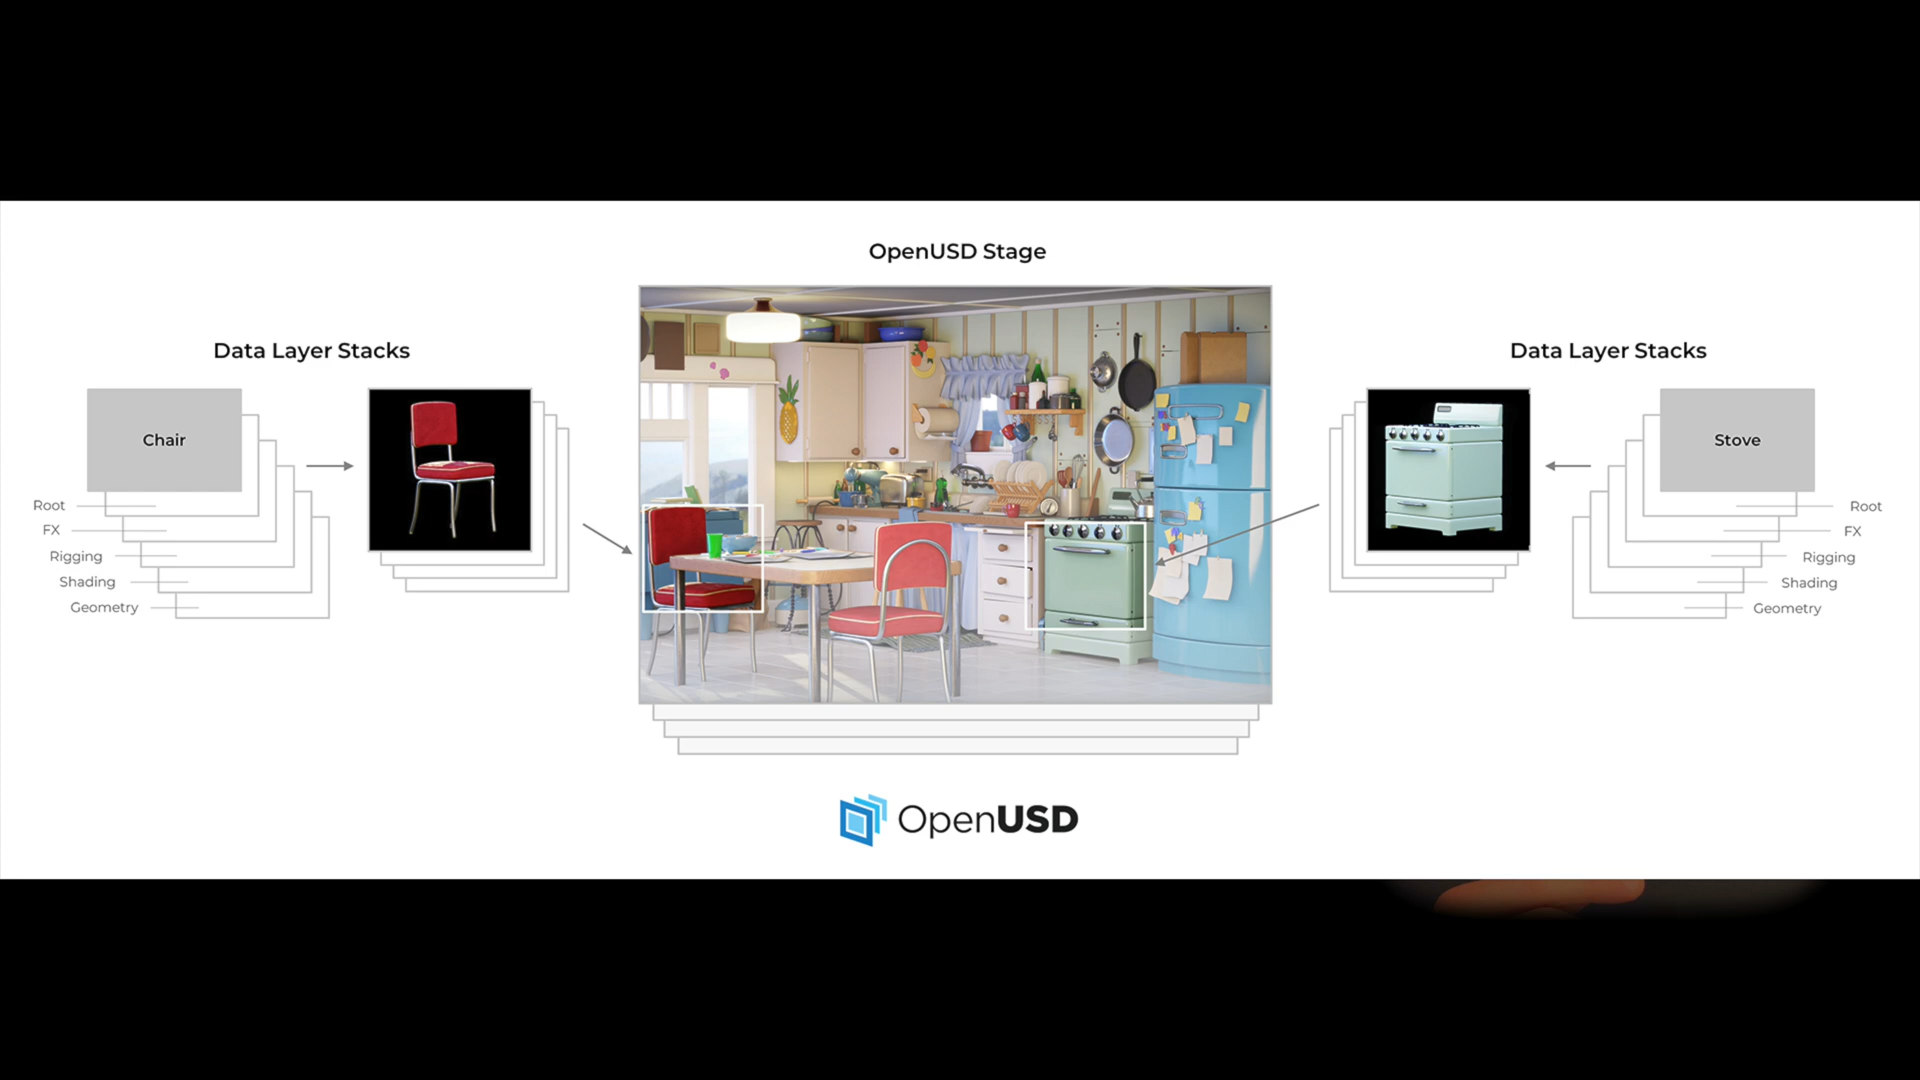 OpenUSD Stage
Data Layer Stacks
Chair
Root
FX
Rigging
Shading
Geometry
Data Layer Stacks
Stove
Root
FX
Rigging
Shading
Geometry
OpenUSD